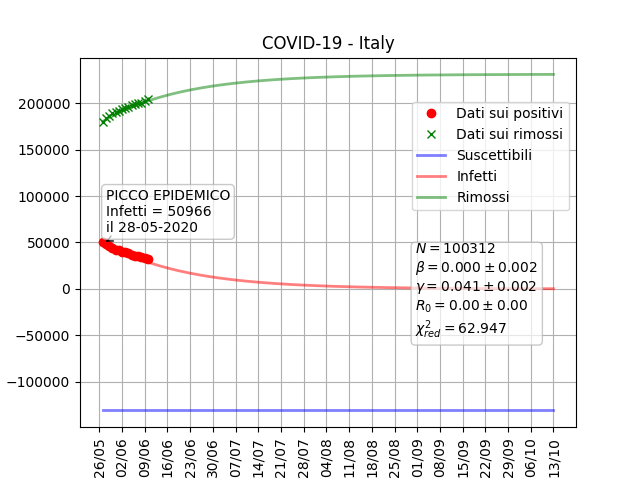 COVID-19 - Italy
200000
150000
100000
50000
0
−50000
−100000
Dati sui positivi
Dati sui rimossi
Suscettibili
Infetti
Rimossi
PICCO EPIDEMICO
Infetti = 50966
il 28-05-2020
N = 100312
β = 0.000 ± 0.002
γ = 0.041 ± 0.002
R₀ = 0.00 ± 0.00
χ²red = 62.947
26/05
02/06
09/06
16/06
23/06
30/06
07/07
14/07
21/07
28/07
04/08
11/08
18/08
25/08
01/09
08/09
15/09
22/09
29/09
06/10
13/10